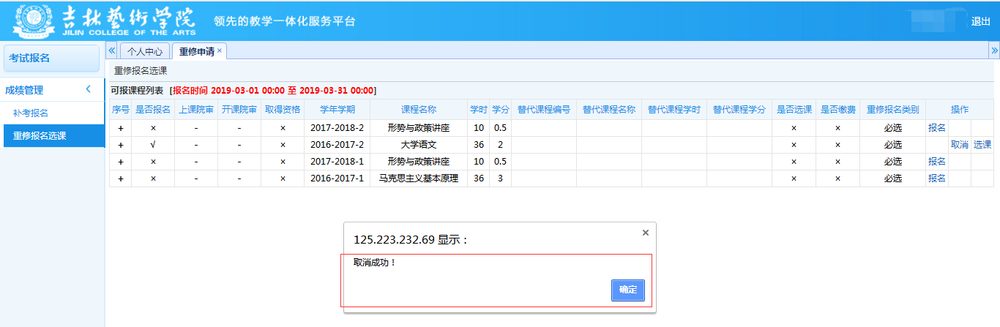 吉林藝術学院
JILIN COLLEGE OF THE ARTS
领先的教学一体化服务平台
退出
考试报名
成绩管理
补考报名
重修报名选课
« 个人中心 重修申请 × »
重修报名选课
可报课程列表 [报名时间 2019-03-01 00:00 至 2019-03-31 00:00]
序号 是否报名 上课院审 开课院审 取得资格 学年学期 课程名称 学时 学分 替代课程编号 替代课程名称 替代课程学时 替代课程学分 是否选课 是否缴费 重修报名类别 操作
+ × - - × 2017-2018-2 形势与政策讲座 10 0.5 × × 必选 报名
+ √ - - × 2016-2017-2 大学语文 36 2 × × 必选 取消 选课
+ × - - × 2017-2018-1 形势与政策讲座 10 0.5 × × 必选 报名
+ × - - × 2016-2017-1 马克思主义基本原理 36 3 × × 必选 报名
125.223.232.69 显示：
×
取消成功！
确定